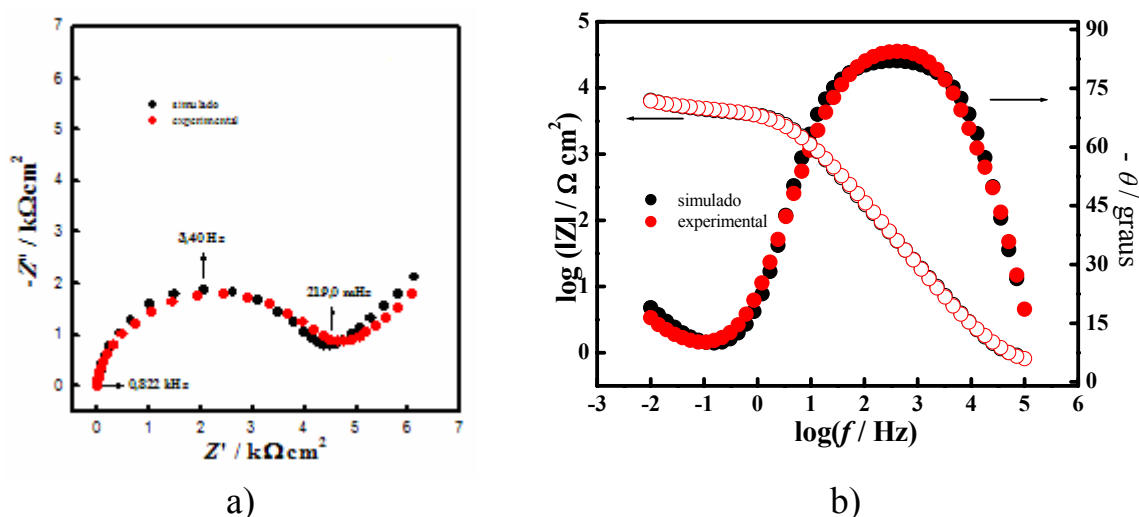 7
6
5
4
3
2
1
0
-Z'' / kΩcm²
simulado
experimental
3,40 Hz
219,0 mHz
0,822 kHz
0 1 2 3 4 5 6 7
Z' / kΩcm²
a)
5
4
3
2
1
0
log (|Z| / Ω cm²)
simulado
experimental
90
75
60
45
30
15
0
- θ / graus
-3 -2 -1 0 1 2 3 4 5 6
log(f / Hz)
b)